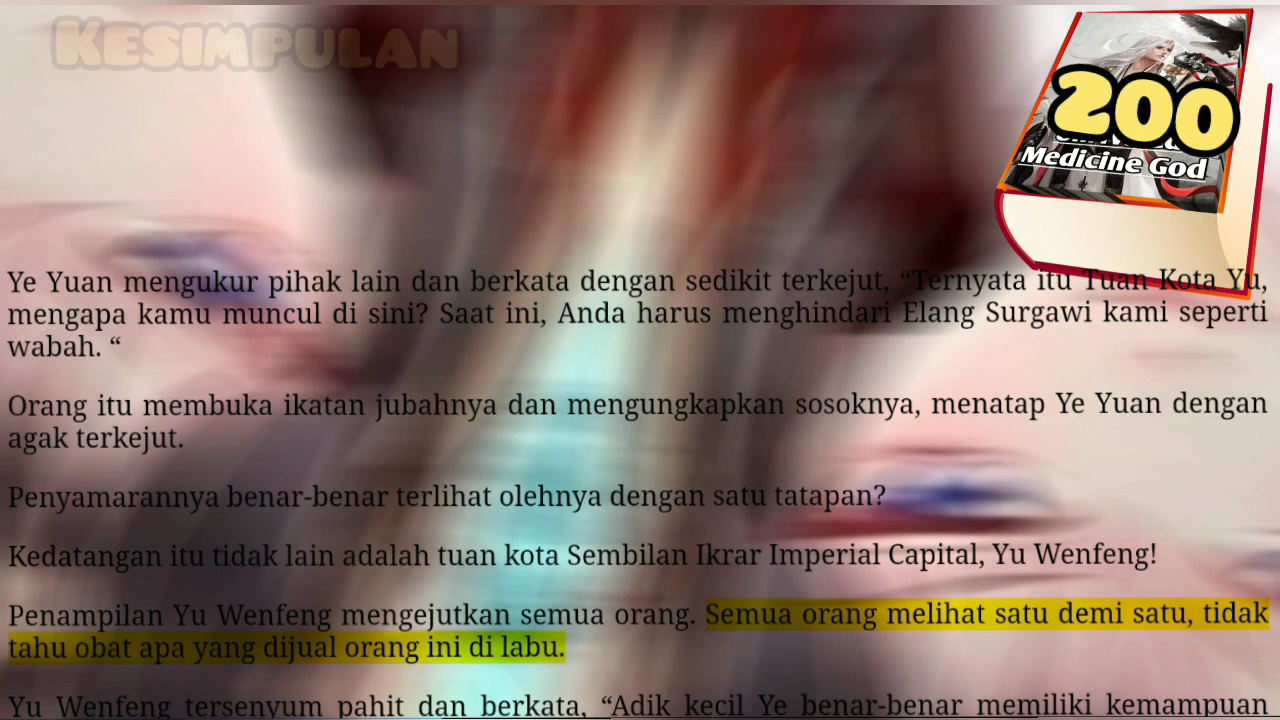 KESIMPULAN
200
Medicine God
Ye Yuan mengukur pihak lain dan berkata dengan sedikit terkejut, “Ternyata itu Tuan Kota Yu,
mengapa kamu muncul di sini? Saat ini, Anda harus menghindari Elang Surgawi kami seperti
wabah. “
Orang itu membuka ikatan jubahnya dan mengungkapkan sosoknya, menatap Ye Yuan dengan
agak terkejut.
Penyamarannya benar-benar terlihat olehnya dengan satu tatapan?
Kedatangan itu tidak lain adalah tuan kota Sembilan Ikrar Imperial Capital, Yu Wenfeng!
Penampilan Yu Wenfeng mengejutkan semua orang. Semua orang melihat satu demi satu, tidak
tahu obat apa yang dijual orang ini di labu.
Yu Wenfeng tersenyum pahit dan berkata, “Adik kecil Ye benar-benar memiliki kemampuan